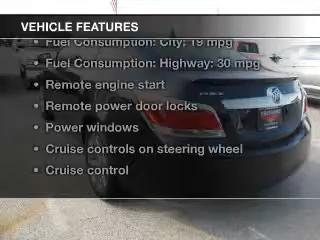 VEHICLE FEATURES
Fuel Consumption: City: 19 mpg
• Fuel Consumption: Highway: 30 mpg
• Remote engine start
• Remote power door locks
• Power windows
• Cruise controls on steering wheel
• Cruise control